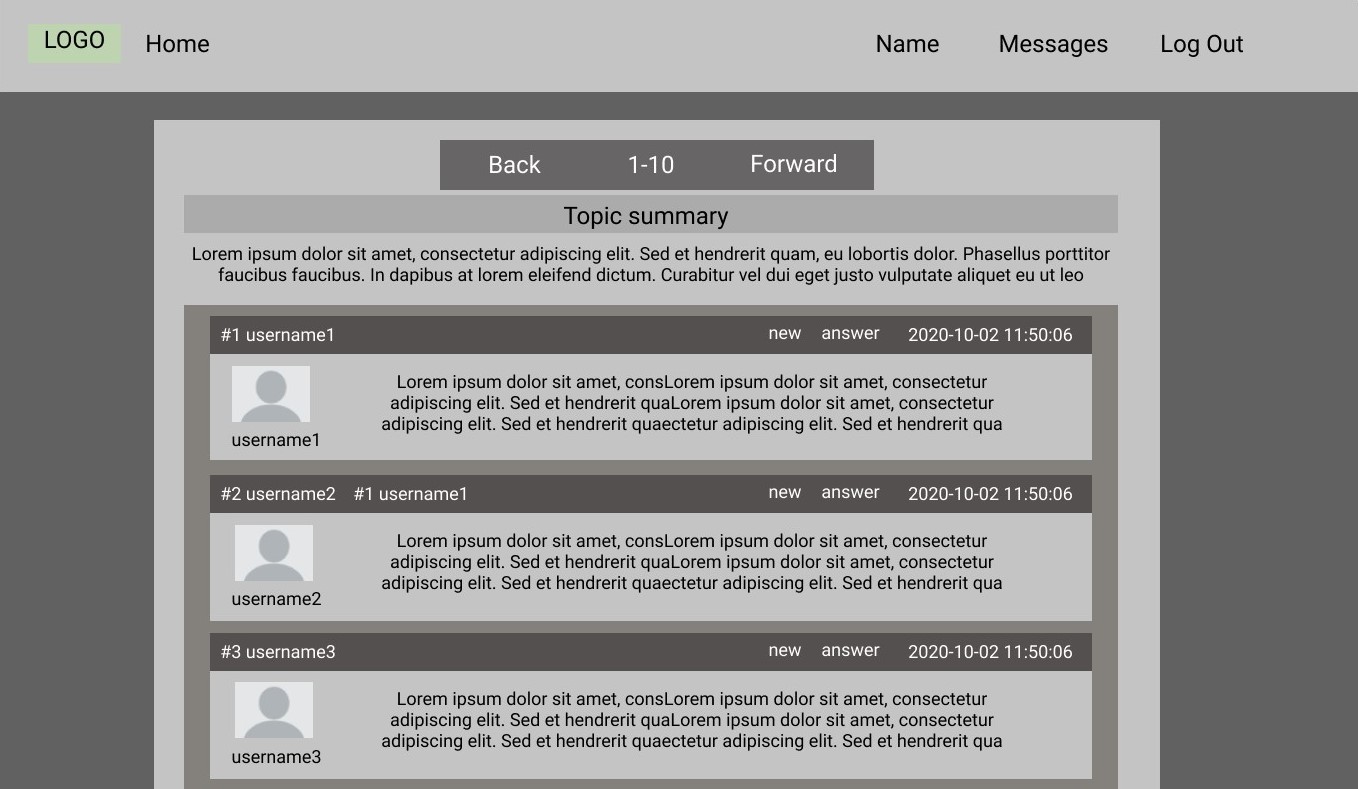 LOGO Home Name Messages Log Out
Back 1-10 Forward
Topic summary
Lorem ipsum dolor sit amet, consectetur adipiscing elit. Sed et hendrerit quam, eu lobortis dolor. Phasellus porttitor
faucibus faucibus. In dapibus at lorem eleifend dictum. Curabitur vel dui eget justo vulputate aliquet eu ut leo
#1 username1 new answer 2020-10-02 11:50:06
Lorem ipsum dolor sit amet, consLorem ipsum dolor sit amet, consectetur
adipiscing elit. Sed et hendrerit quaLorem ipsum dolor sit amet, consectetur
adipiscing elit. Sed et hendrerit quaectetur adipiscing elit. Sed et hendrerit qua
username1
#2 username2 #1 username1 new answer 2020-10-02 11:50:06
Lorem ipsum dolor sit amet, consLorem ipsum dolor sit amet, consectetur
adipiscing elit. Sed et hendrerit quaLorem ipsum dolor sit amet, consectetur
adipiscing elit. Sed et hendrerit quaectetur adipiscing elit. Sed et hendrerit qua
username2
#3 username3 new answer 2020-10-02 11:50:06
Lorem ipsum dolor sit amet, consLorem ipsum dolor sit amet, consectetur
adipiscing elit. Sed et hendrerit quaLorem ipsum dolor sit amet, consectetur
adipiscing elit. Sed et hendrerit quaectetur adipiscing elit. Sed et hendrerit qua
username3